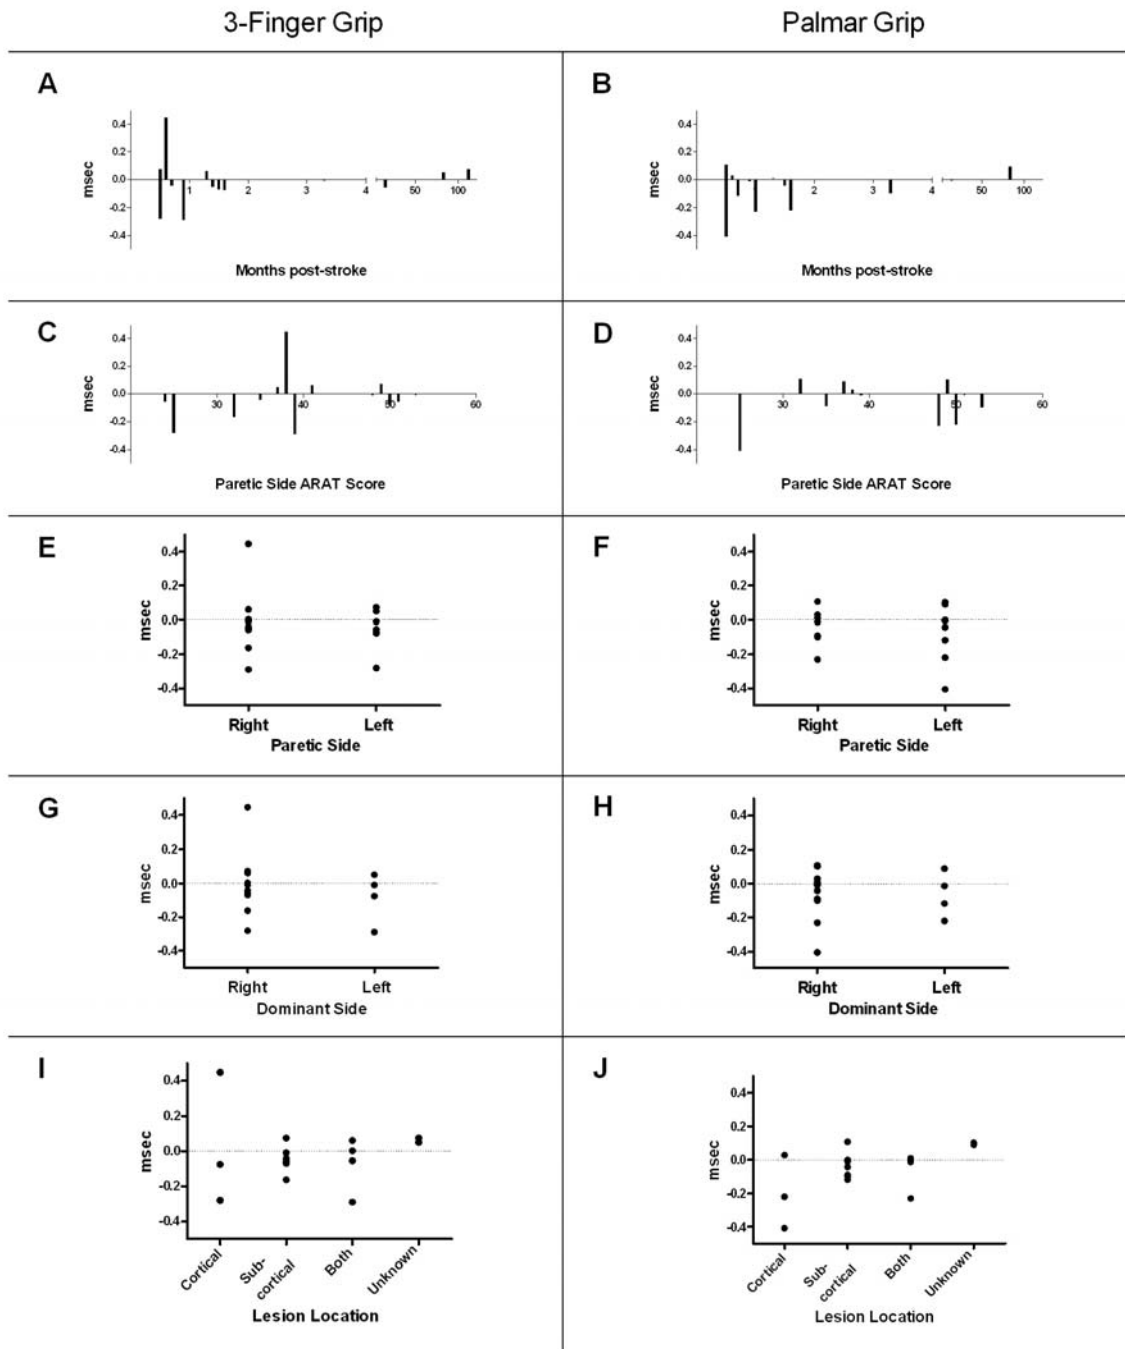 3-Finger Grip Palmar Grip
A
0.4
0.2
0.0
-0.2
-0.4
msec
1 2 3 4 50 100
Months post-stroke
B
0.4
0.2
0.0
-0.2
-0.4
msec
2 3 4 50 100
Months post-stroke
C
0.4
0.2
0.0
-0.2
-0.4
msec
30 40 50 60
Paretic Side ARAT Score
D
0.4
0.2
0.0
-0.2
-0.4
msec
30 40 50 60
Paretic Side ARAT Score
E
0.4
0.2
0.0
-0.2
-0.4
msec
Right Left
Paretic Side
F
0.4
0.2
0.0
-0.2
-0.4
msec
Right Left
Paretic Side
G
0.4
0.2
0.0
-0.2
-0.4
msec
Right Left
Dominant Side
H
0.4
0.2
0.0
-0.2
-0.4
msec
Right Left
Dominant Side
I
0.4
0.2
0.0
-0.2
-0.4
msec
Cortical
Sub-
cortical
Both
Unknown
Lesion Location
J
0.4
0.2
0.0
-0.2
-0.4
msec
Cortical
Sub-
cortical
Both
Unknown
Lesion Location